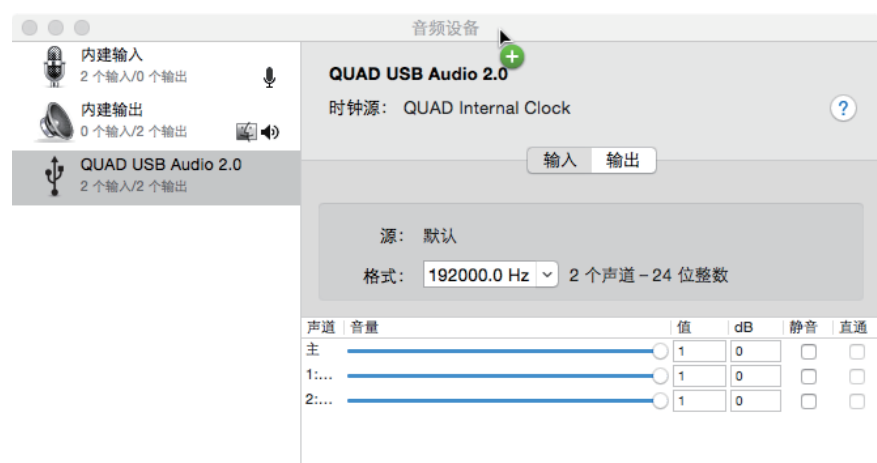 音频设备
内建输入
2 个输入/0 个输出
内建输出
0 个输入/2 个输出
QUAD USB Audio 2.0
2 个输入/2 个输出
QUAD USB Audio 2.0
时钟源： QUAD Internal Clock
?
输入 输出
源： 默认
格式： 192000.0 Hz 2 个声道－24 位整数
声道 音量 值 dB 静音 直通
主 1 0
1:... 1 0
2:... 1 0